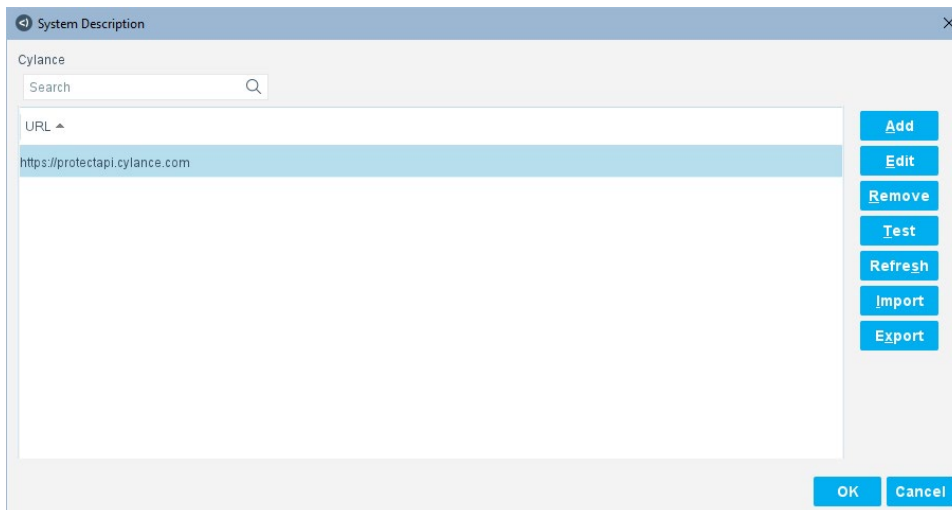 System Description
Cylance
Search
URL
https://protectapi.cylance.com
Add
Edit
Remove
Test
Refresh
Import
Export
OK Cancel